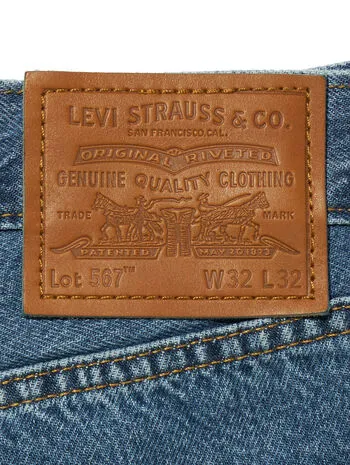 LEVI STRAUSS & CO.
SAN FRANCISCO, CAL.
ORIGINAL RIVETED
GENUINE QUALITY CLOTHING
TRADE MARK
PATENTED MAY 20 1873
Lot 567™ W32 L32